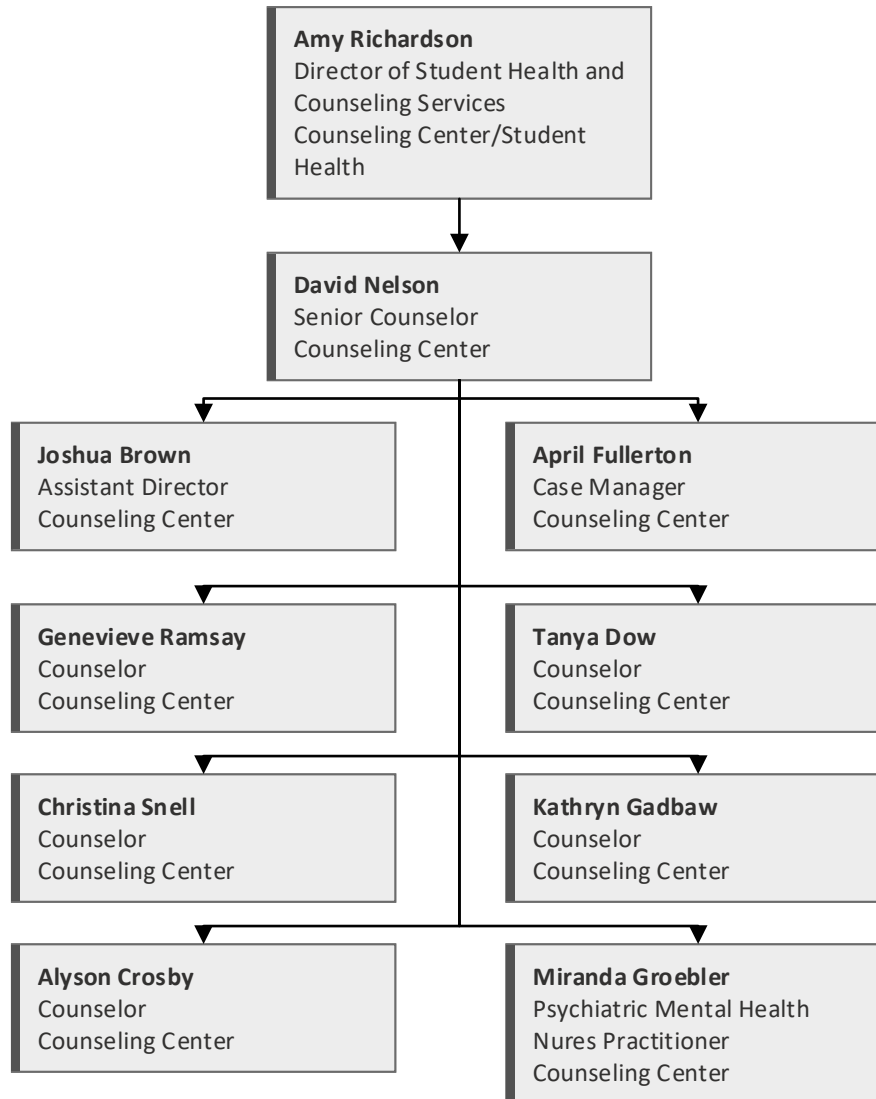 Amy Richardson
Director of Student Health and
Counseling Services
Counseling Center/Student
Health
David Nelson
Senior Counselor
Counseling Center
Joshua Brown
Assistant Director
Counseling Center
April Fullerton
Case Manager
Counseling Center
Genevieve Ramsay
Counselor
Counseling Center
Tanya Dow
Counselor
Counseling Center
Christina Snell
Counselor
Counseling Center
Kathryn Gadbaw
Counselor
Counseling Center
Alyson Crosby
Counselor
Counseling Center
Miranda Groebler
Psychiatric Mental Health
Nures Practitioner
Counseling Center